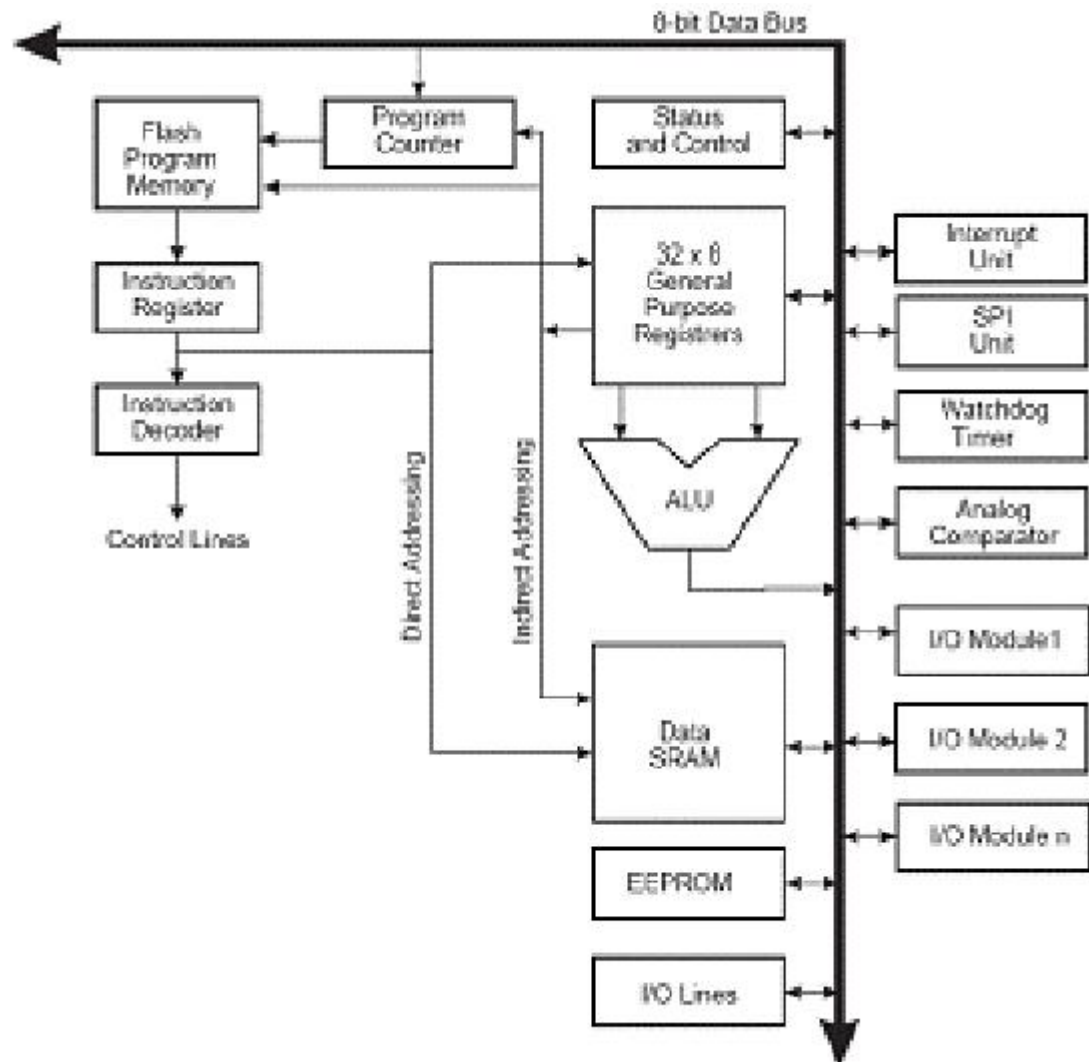 8-bit Data Bus
Flash
Program
Memory
Program
Counter
Status
and Control
32 x 8
General
Purpose
Registrers
Interrupt
Unit
Instruction
Register
SPI
Unit
Instruction
Decoder
Watchdog
Timer
ALU
Analog
Comparator
Control Lines
Direct Addressing
Indirect Addressing
I/O Module1
Data
SRAM
I/O Module 2
I/O Module n
EEPROM
I/O Lines